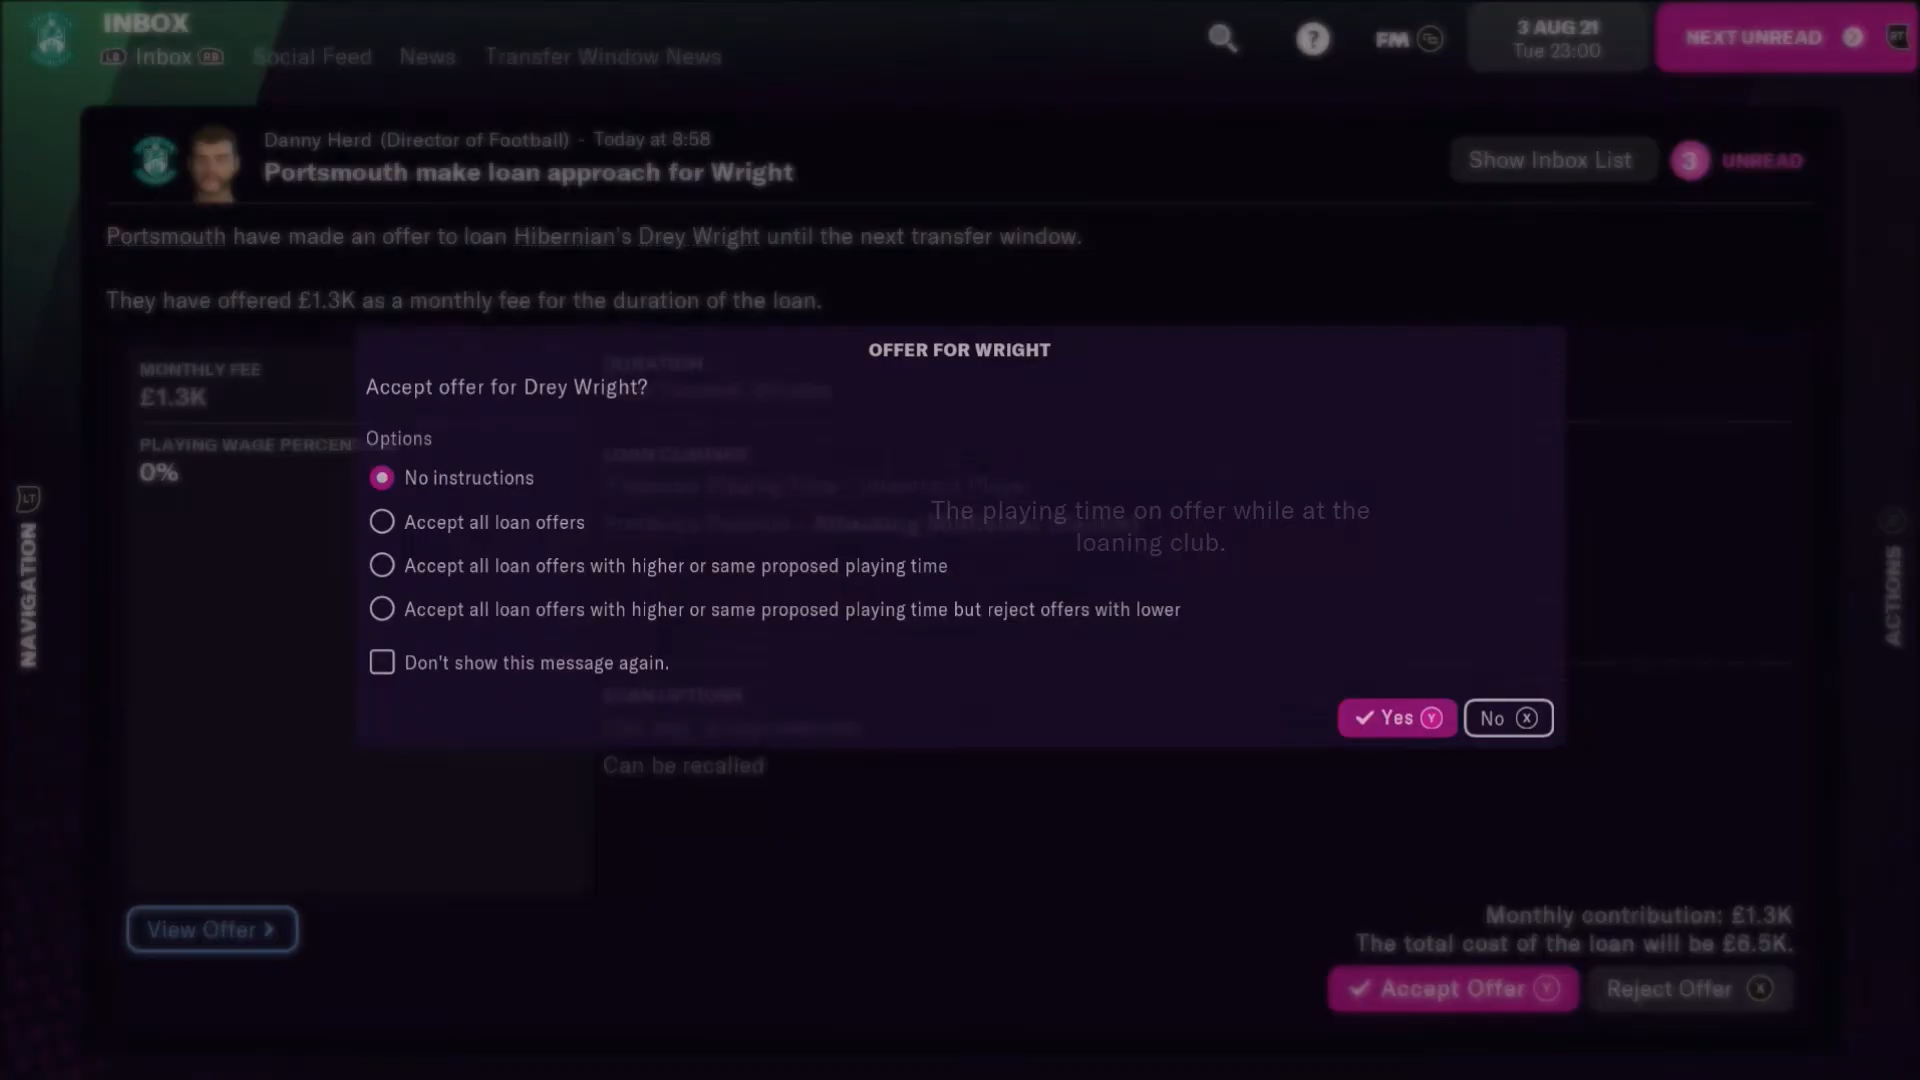 INBOX
LB Inbox RB Social Feed News Transfer Window News
FM
3 AUG 21
Tue 23:00
NEXT UNREAD
RT
Danny Herd (Director of Football) - Today at 8:58
Portsmouth make loan approach for Wright
Show Inbox List
3 UNREAD
Portsmouth have made an offer to loan Hibernian's Drey Wright until the next transfer window.
They have offered £1.3K as a monthly fee for the duration of the loan.
OFFER FOR WRIGHT
MONTHLY FEE
£1.3K
DURATION
Accept offer for Drey Wright?
PLAYING WAGE PERCENT
0%
Options
No instructions
Accept all loan offers
Accept all loan offers with higher or same proposed playing time
Accept all loan offers with higher or same proposed playing time but reject offers with lower
Don't show this message again.
The playing time on offer while at the
loaning club.
Yes Y
No X
Can be recalled
LT
NAVIGATION
ACTIONS
View Offer >
Monthly contribution: £1.3K
The total cost of the loan will be £6.5K.
Accept Offer Y
Reject Offer X